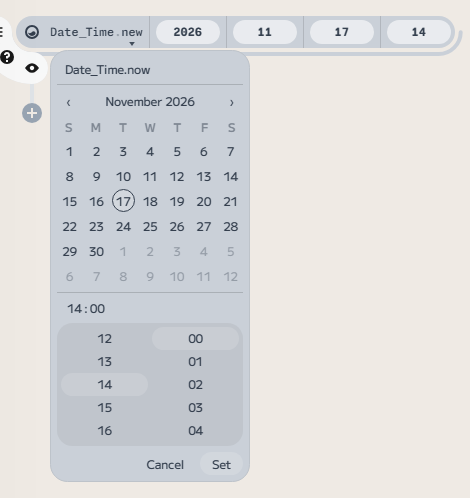 Date_Time.new 2026 11 17 14
Date_Time.now
‹ November 2026 ›
S M T W T F S
1 2 3 4 5 6 7
8 9 10 11 12 13 14
15 16 17 18 19 20 21
22 23 24 25 26 27 28
29 30 1 2 3 4 5
6 7 8 9 10 11 12
14:00
12 00
13 01
14 02
15 03
16 04
Cancel Set